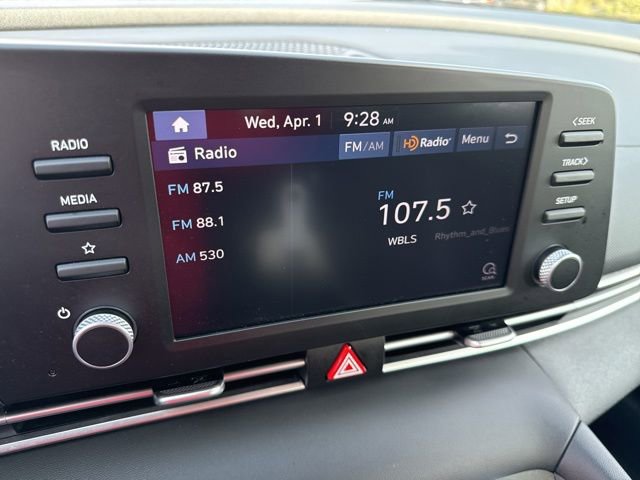 Wed, Apr. 1 9:28 AM
Radio FM/AM HD Radio Menu
FM 87.5
FM 88.1
AM 530
FM
107.5
WBLS Rhythm_and_Blues
RADIO
MEDIA
<SEEK
TRACK>
SETUP